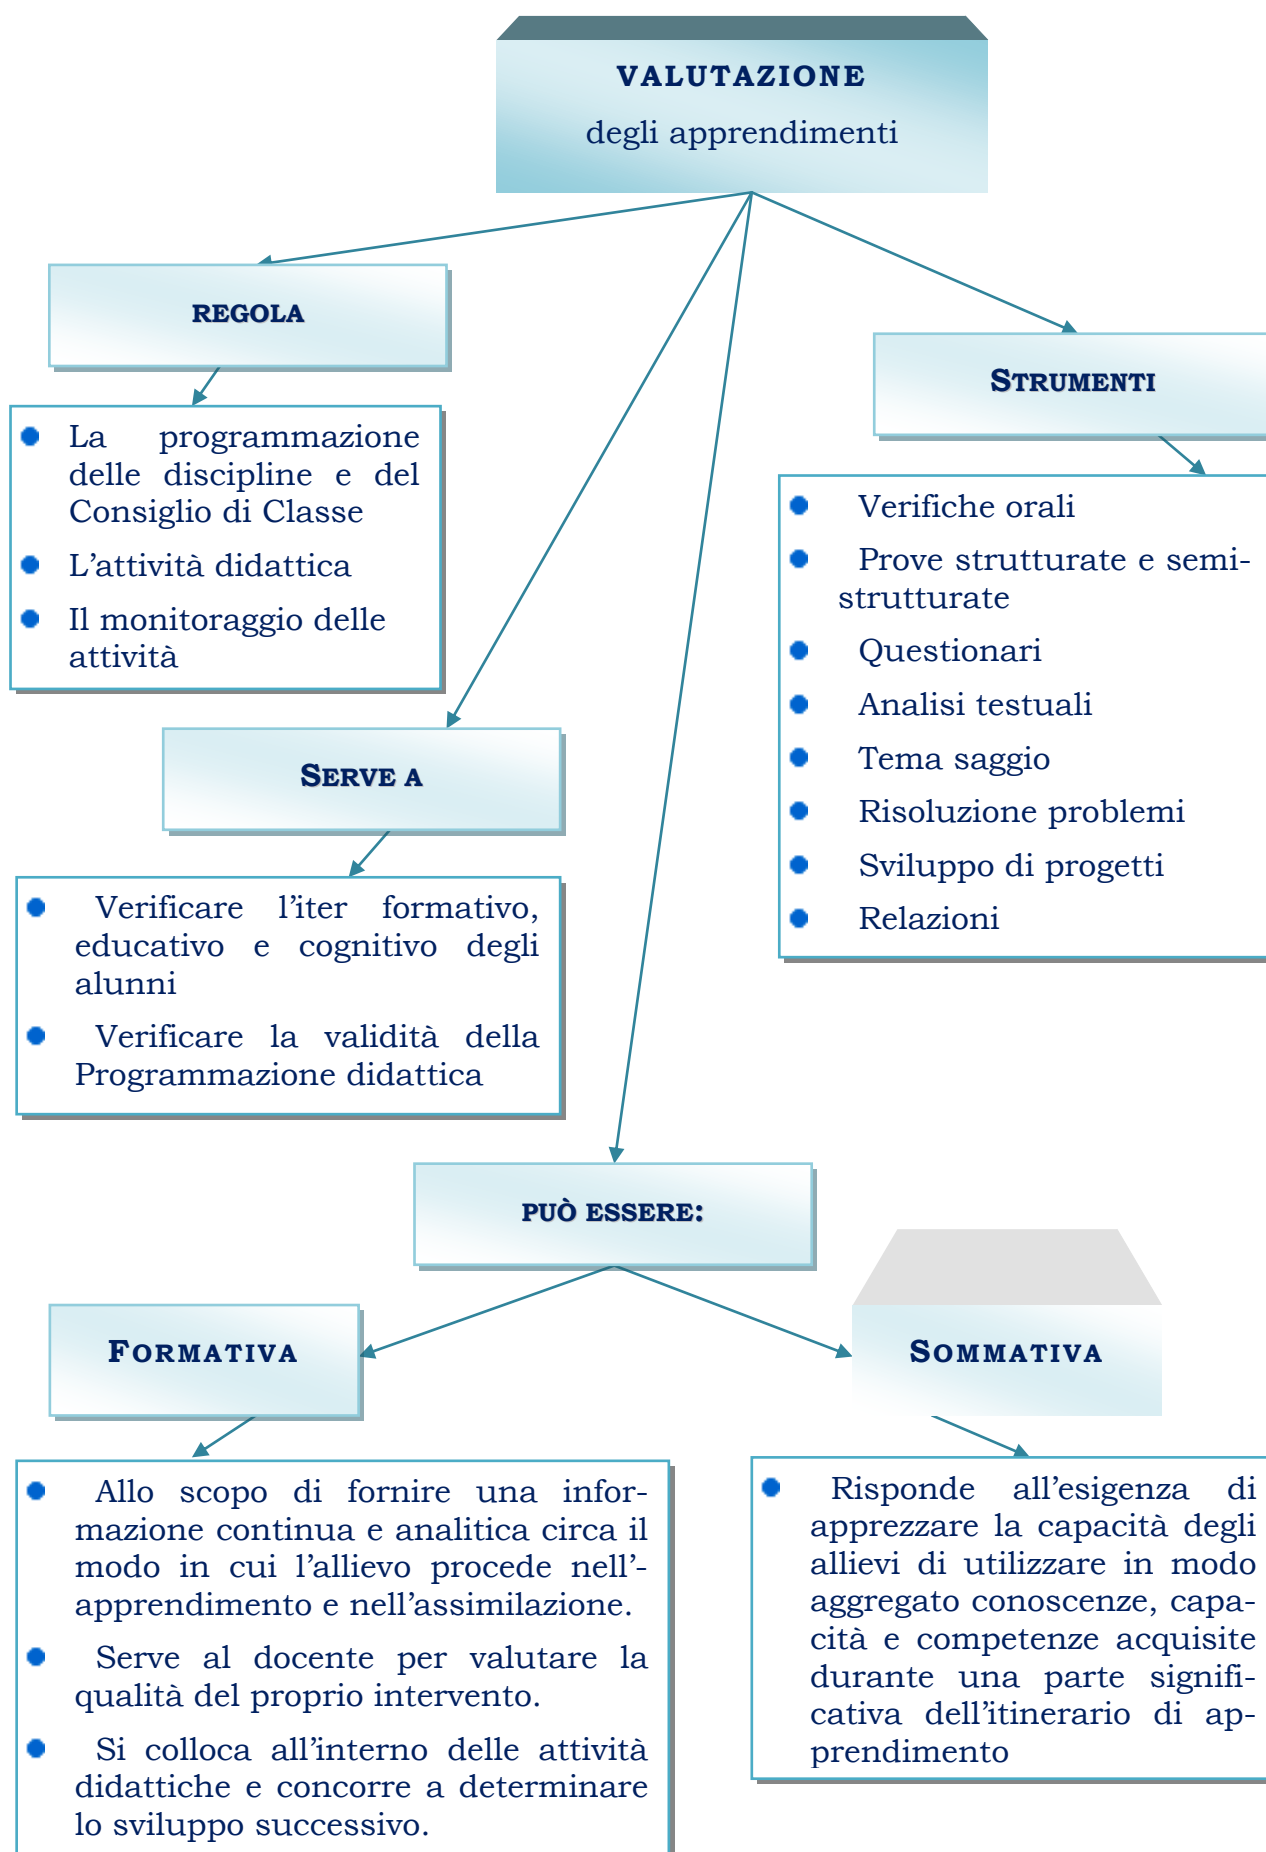 VALUTAZIONE
degli apprendimenti
REGOLA
La programmazione
delle discipline e del
Consiglio di Classe
L’attività didattica
Il monitoraggio delle
attività
STRUMENTI
Verifiche orali
Prove strutturate e semi-
strutturate
Questionari
Analisi testuali
Tema saggio
Risoluzione problemi
Sviluppo di progetti
Relazioni
SERVE A
Verificare l’iter formativo,
educativo e cognitivo degli
alunni
Verificare la validità della
Programmazione didattica
PUÒ ESSERE:
FORMATIVA
Allo scopo di fornire una infor-
mazione continua e analitica circa il
modo in cui l’allievo procede nell’-
apprendimento e nell’assimilazione.
Serve al docente per valutare la
qualità del proprio intervento.
Si colloca all’interno delle attività
didattiche e concorre a determinare
lo sviluppo successivo.
SOMMATIVA
Risponde all’esigenza di
apprezzare la capacità degli
allievi di utilizzare in modo
aggregato conoscenze, capa-
cità e competenze acquisite
durante una parte signifi-
cativa dell’itinerario di ap-
prendimento